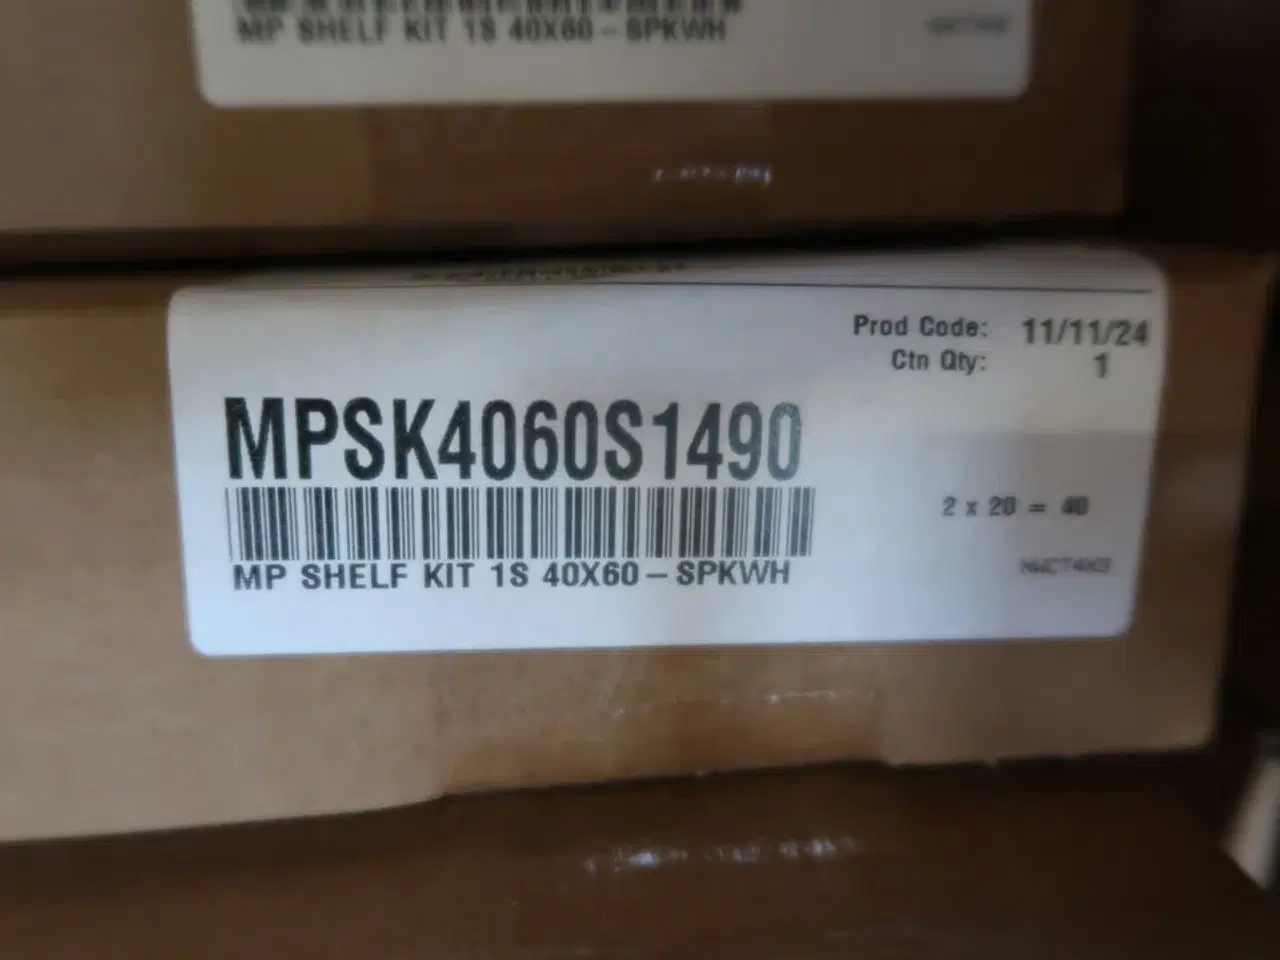 MP SHELF KIT 1S 40X60 – SPKWH
Prod Code: 11/11/24
Ctn Qty: 1
MPSK4060S1490
2 x 20 = 40
MP SHELF KIT 1S 40X60 – SPKWH